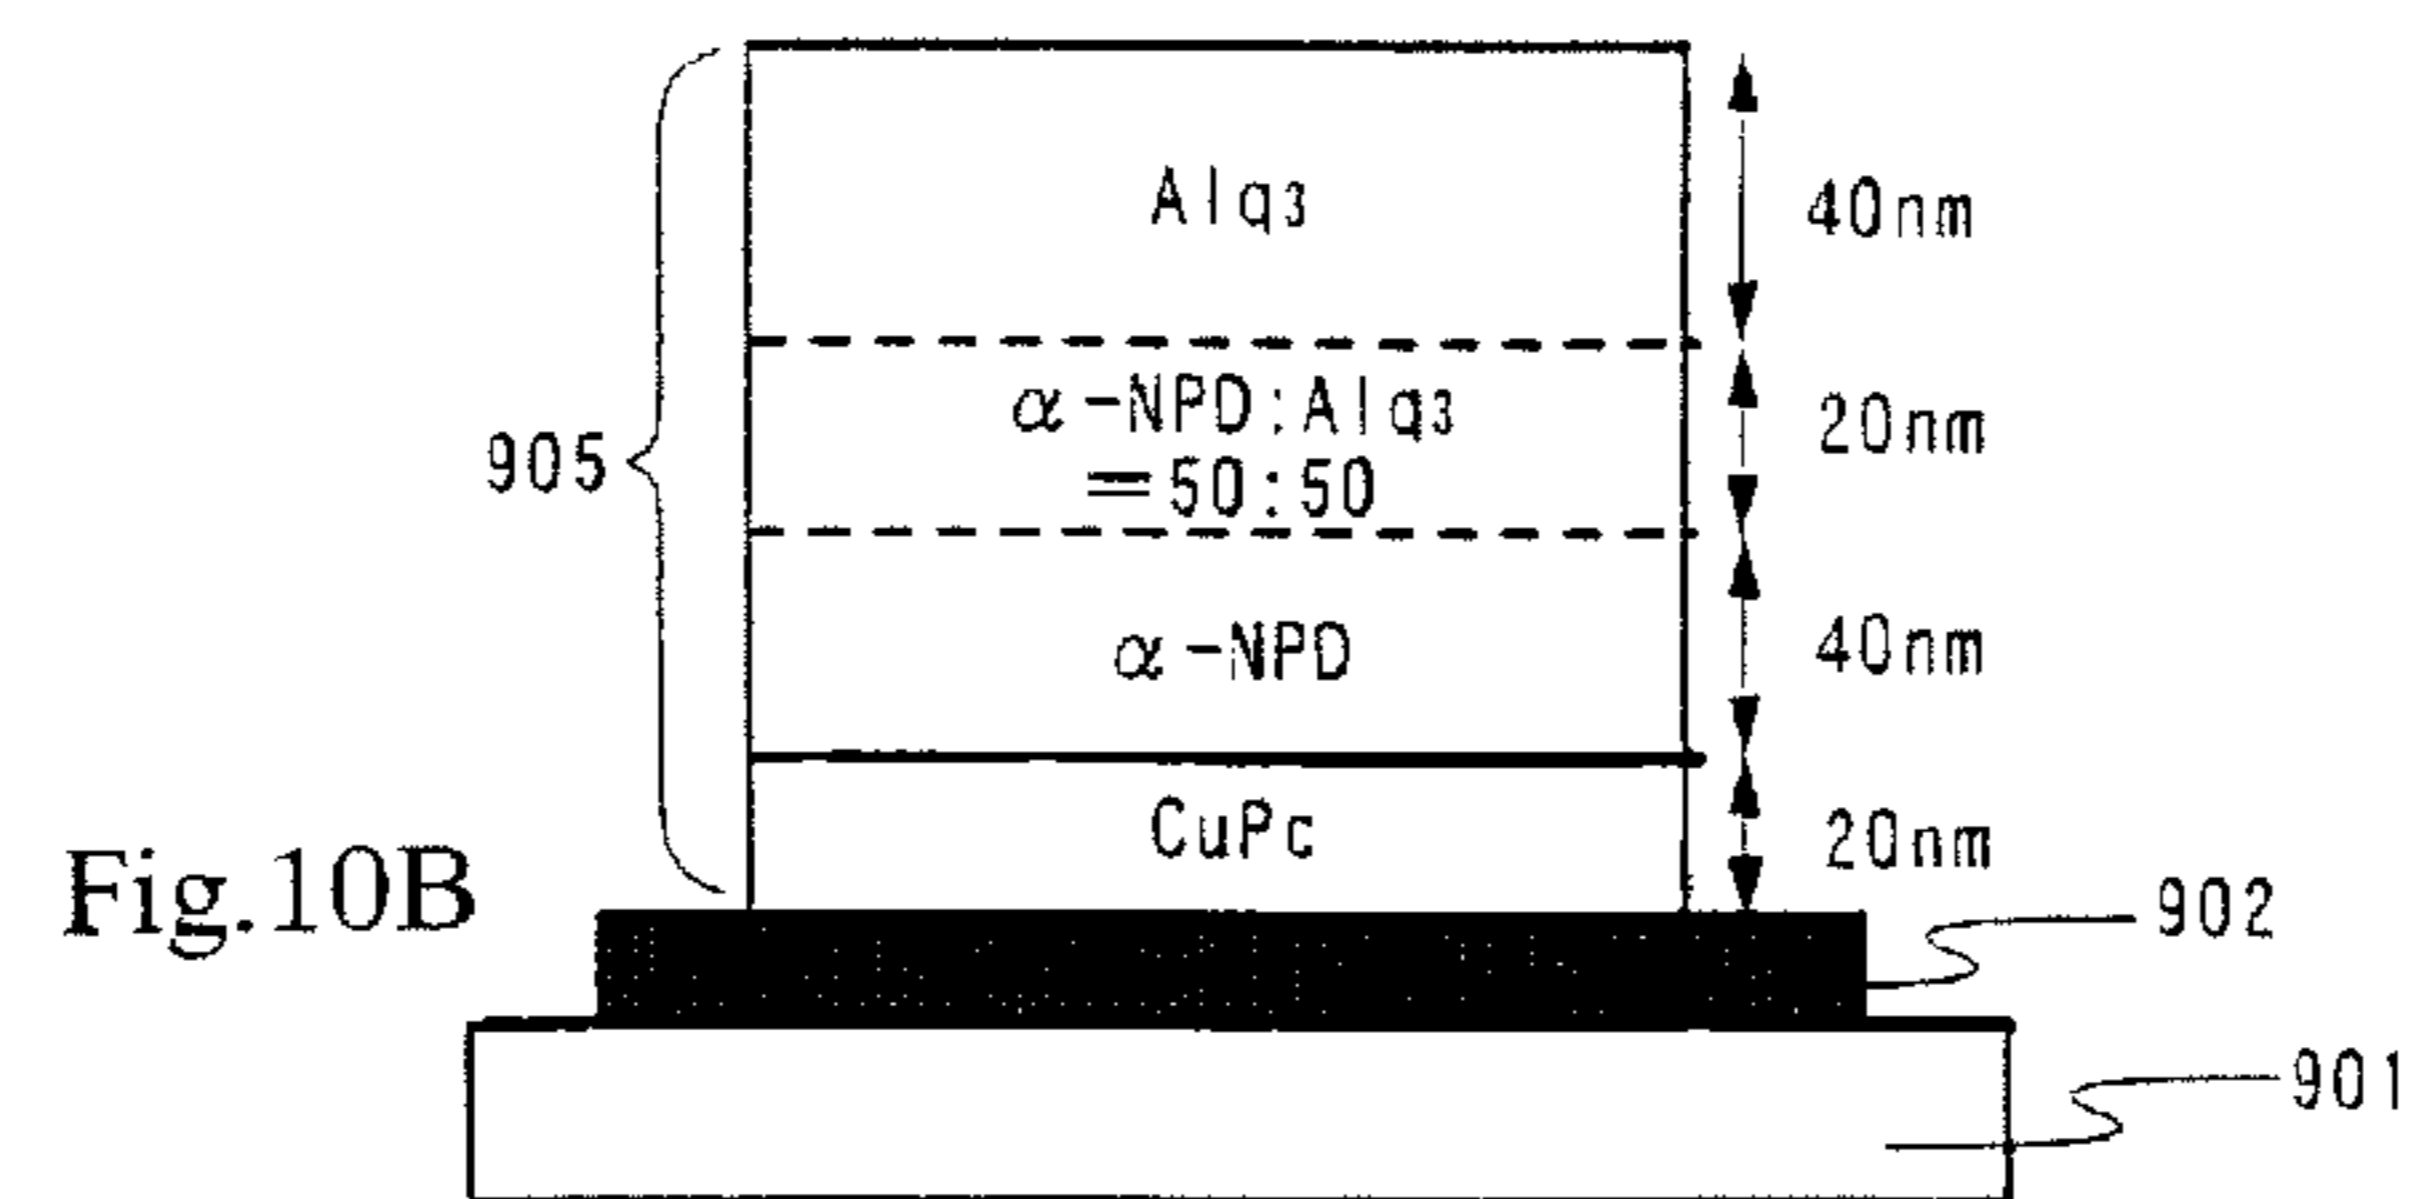 Alq3
40nm
α-NPD:Alq3
=50:50
20nm
905
α-NPD
40nm
CuPc
20nm
Fig.10B
902
901